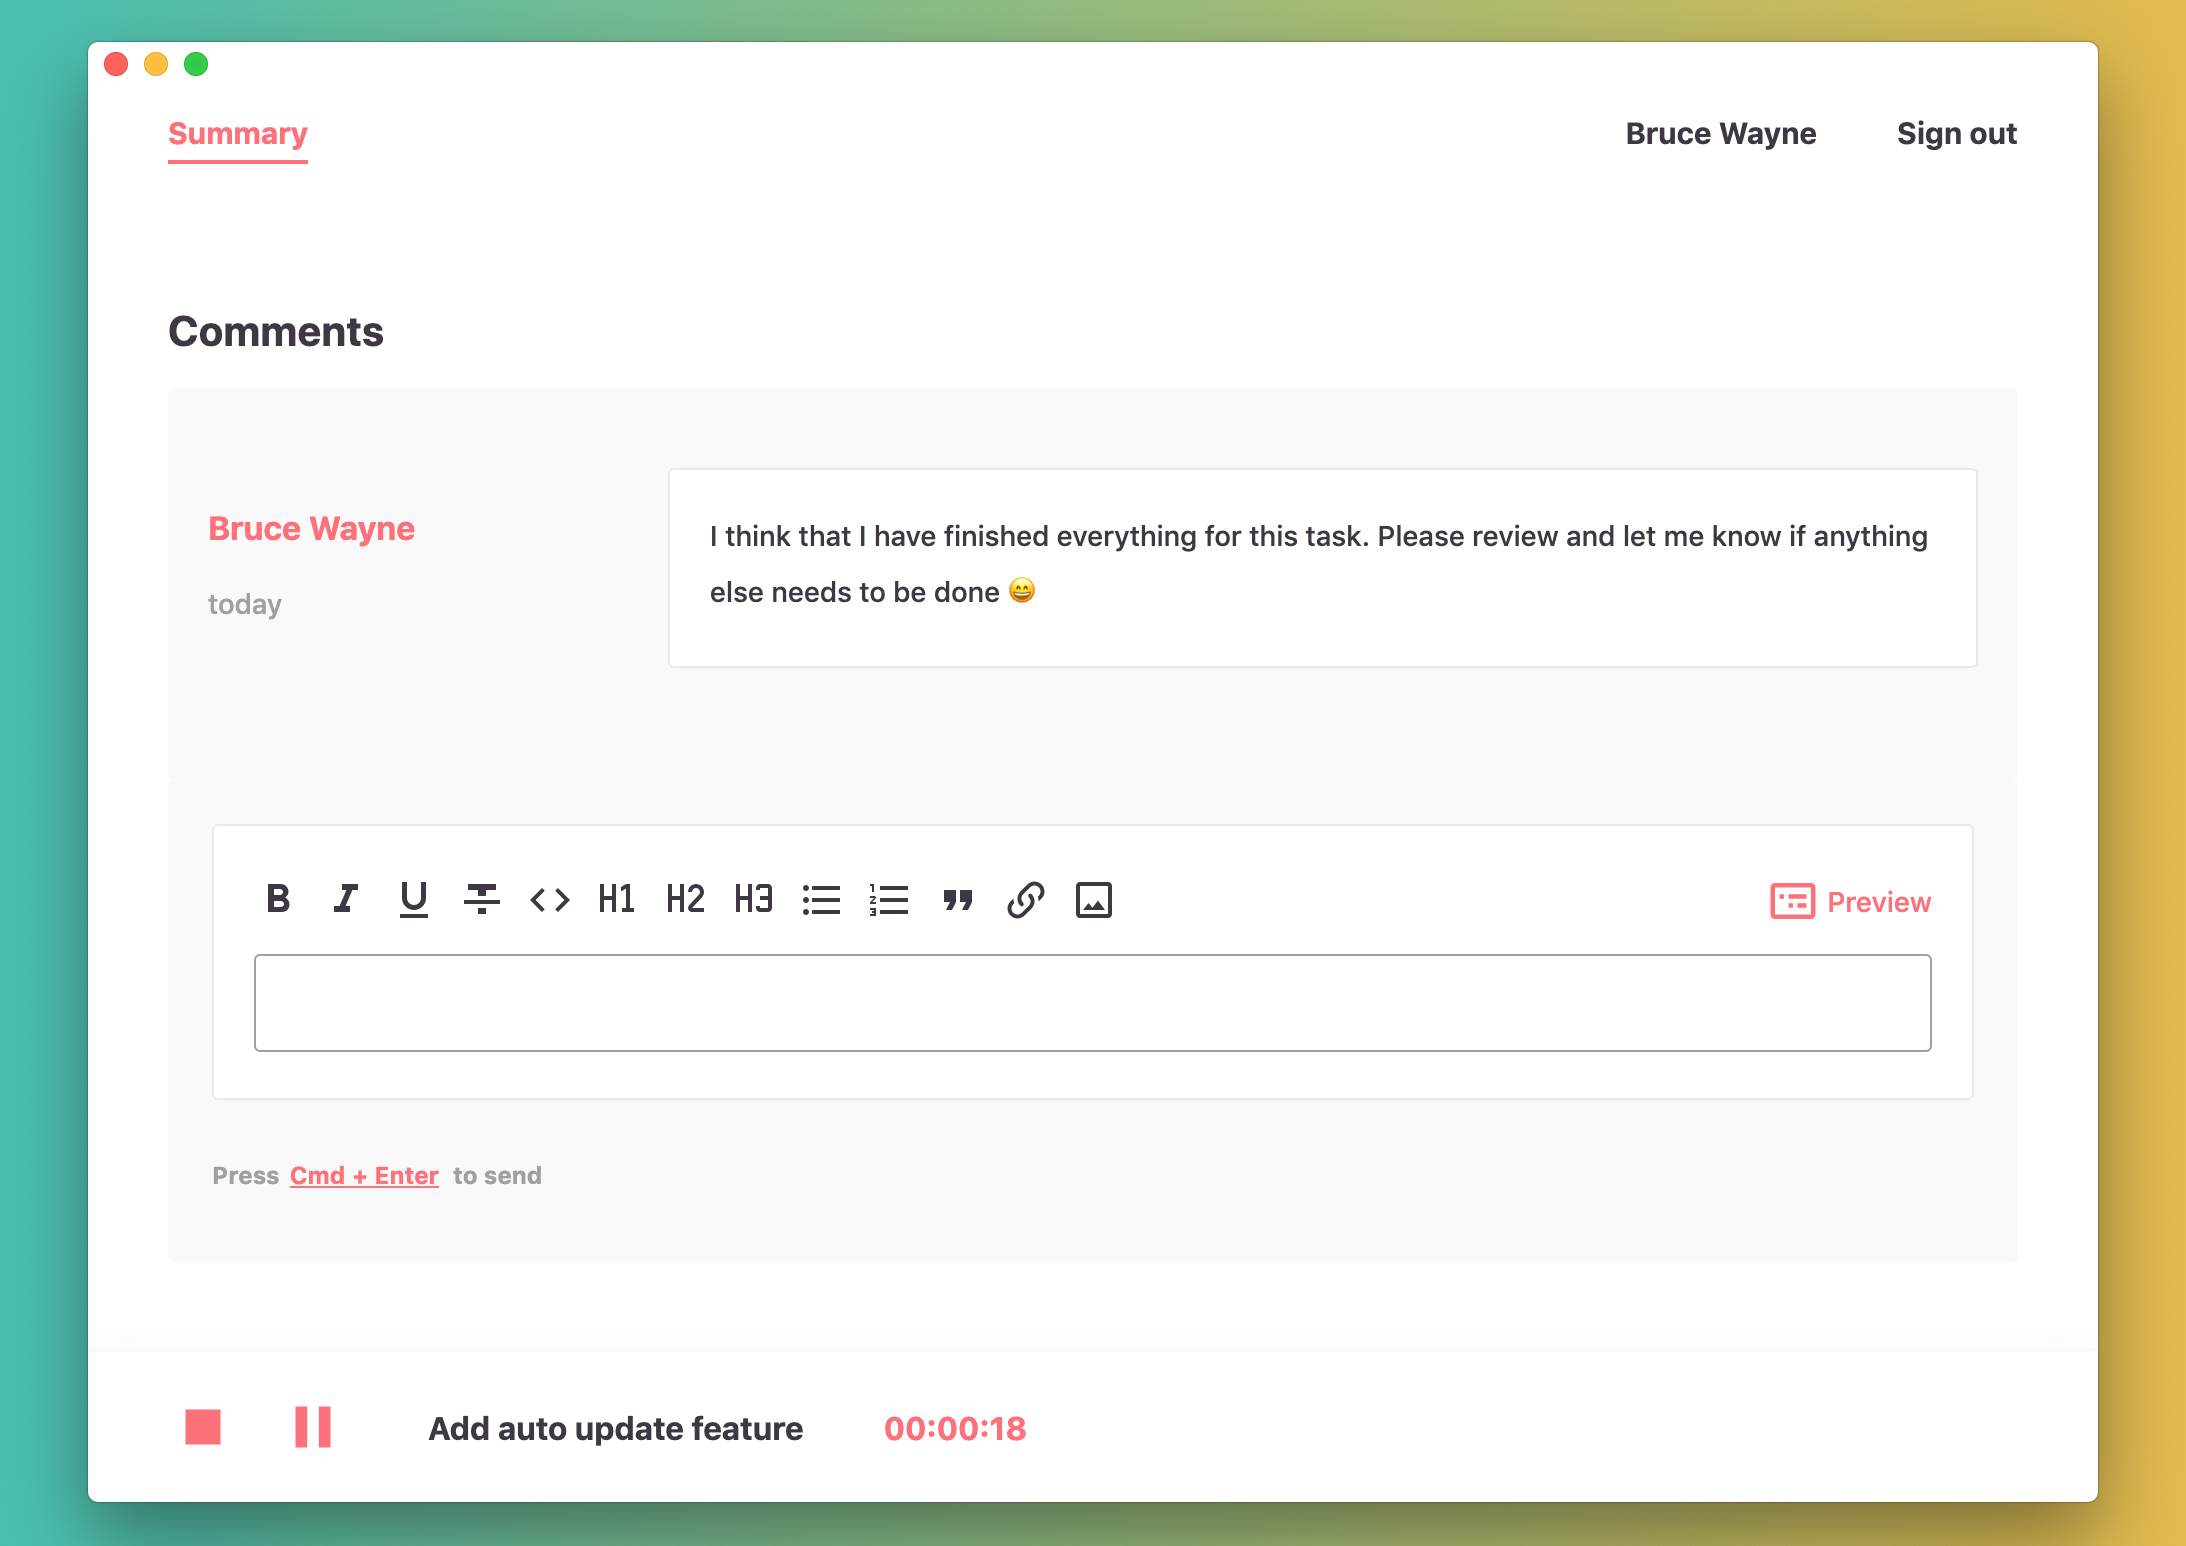 Summary
Bruce Wayne
Sign out
Comments
Bruce Wayne
today
I think that I have finished everything for this task. Please review and let me know if anything
else needs to be done 😄
B I U T <> H1 H2 H3
Preview
Press Cmd + Enter to send
Add auto update feature
00:00:18